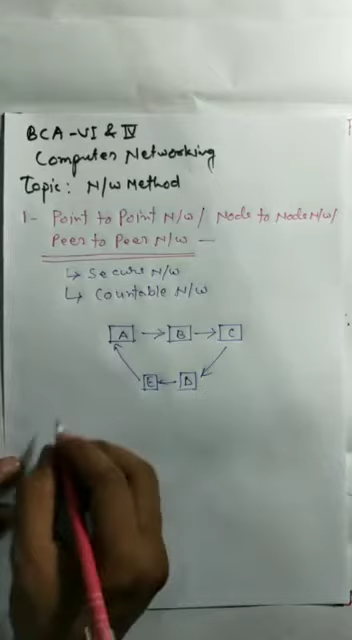 BCA-VI & IV
Computer Networking
Topic: N/W Method
1- Point to Point N/W / Node to Node N/W/
Peer to Peer N/W -
↳ Secure N/W
↳ Countable N/W
A → B → C
E ← D